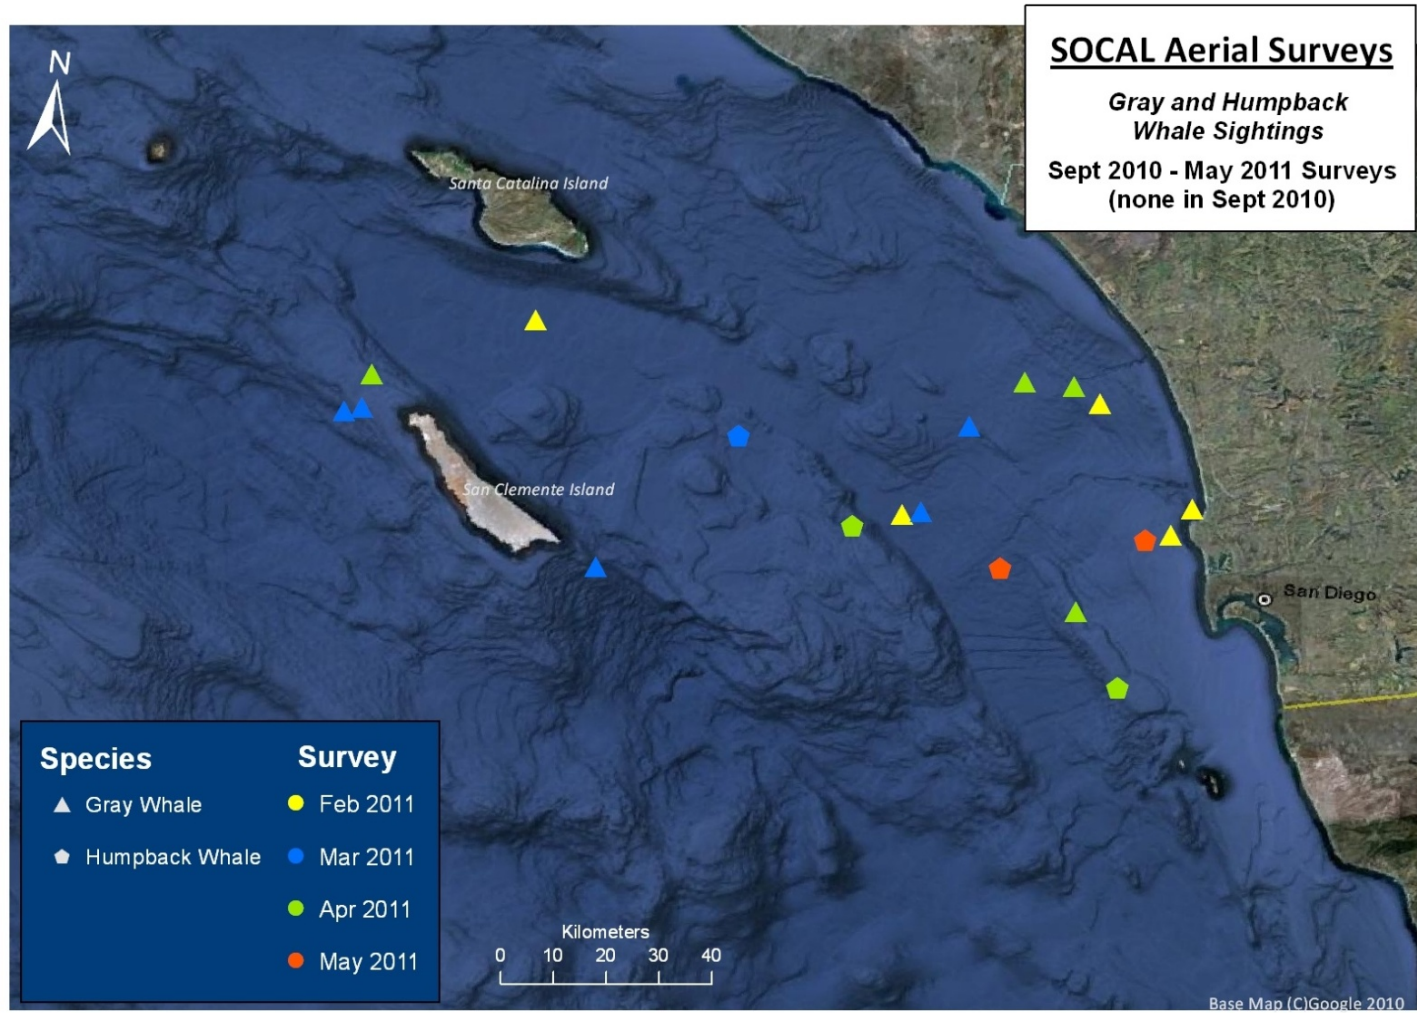 SOCAL Aerial Surveys
Gray and Humpback
Whale Sightings
Sept 2010 - May 2011 Surveys
(none in Sept 2010)
N
Santa Catalina Island
San Clemente Island
San Diego
Species
Survey
Gray Whale
Humpback Whale
Feb 2011
Mar 2011
Apr 2011
May 2011
Kilometers
0 10 20 30 40
Base Map (C)Google 2010